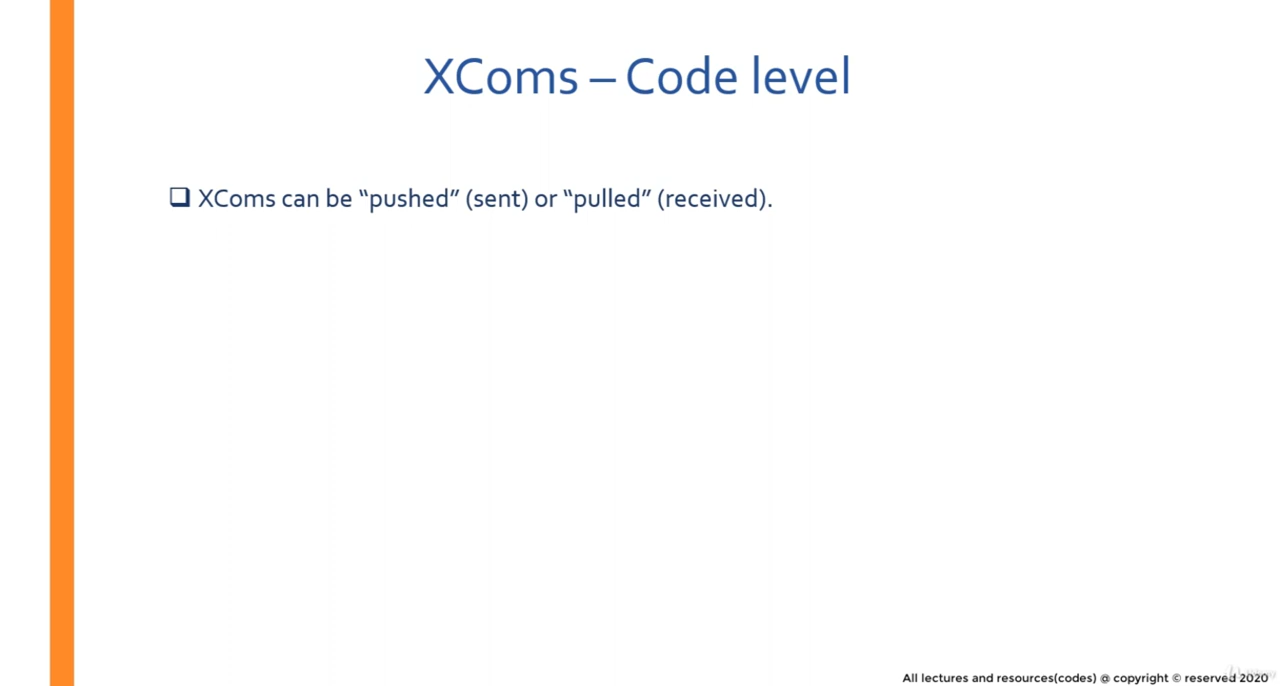 XComs – Code level
❑ XComs can be “pushed” (sent) or “pulled” (received).
All lectures and resources(codes) @ copyright © reserved 2020